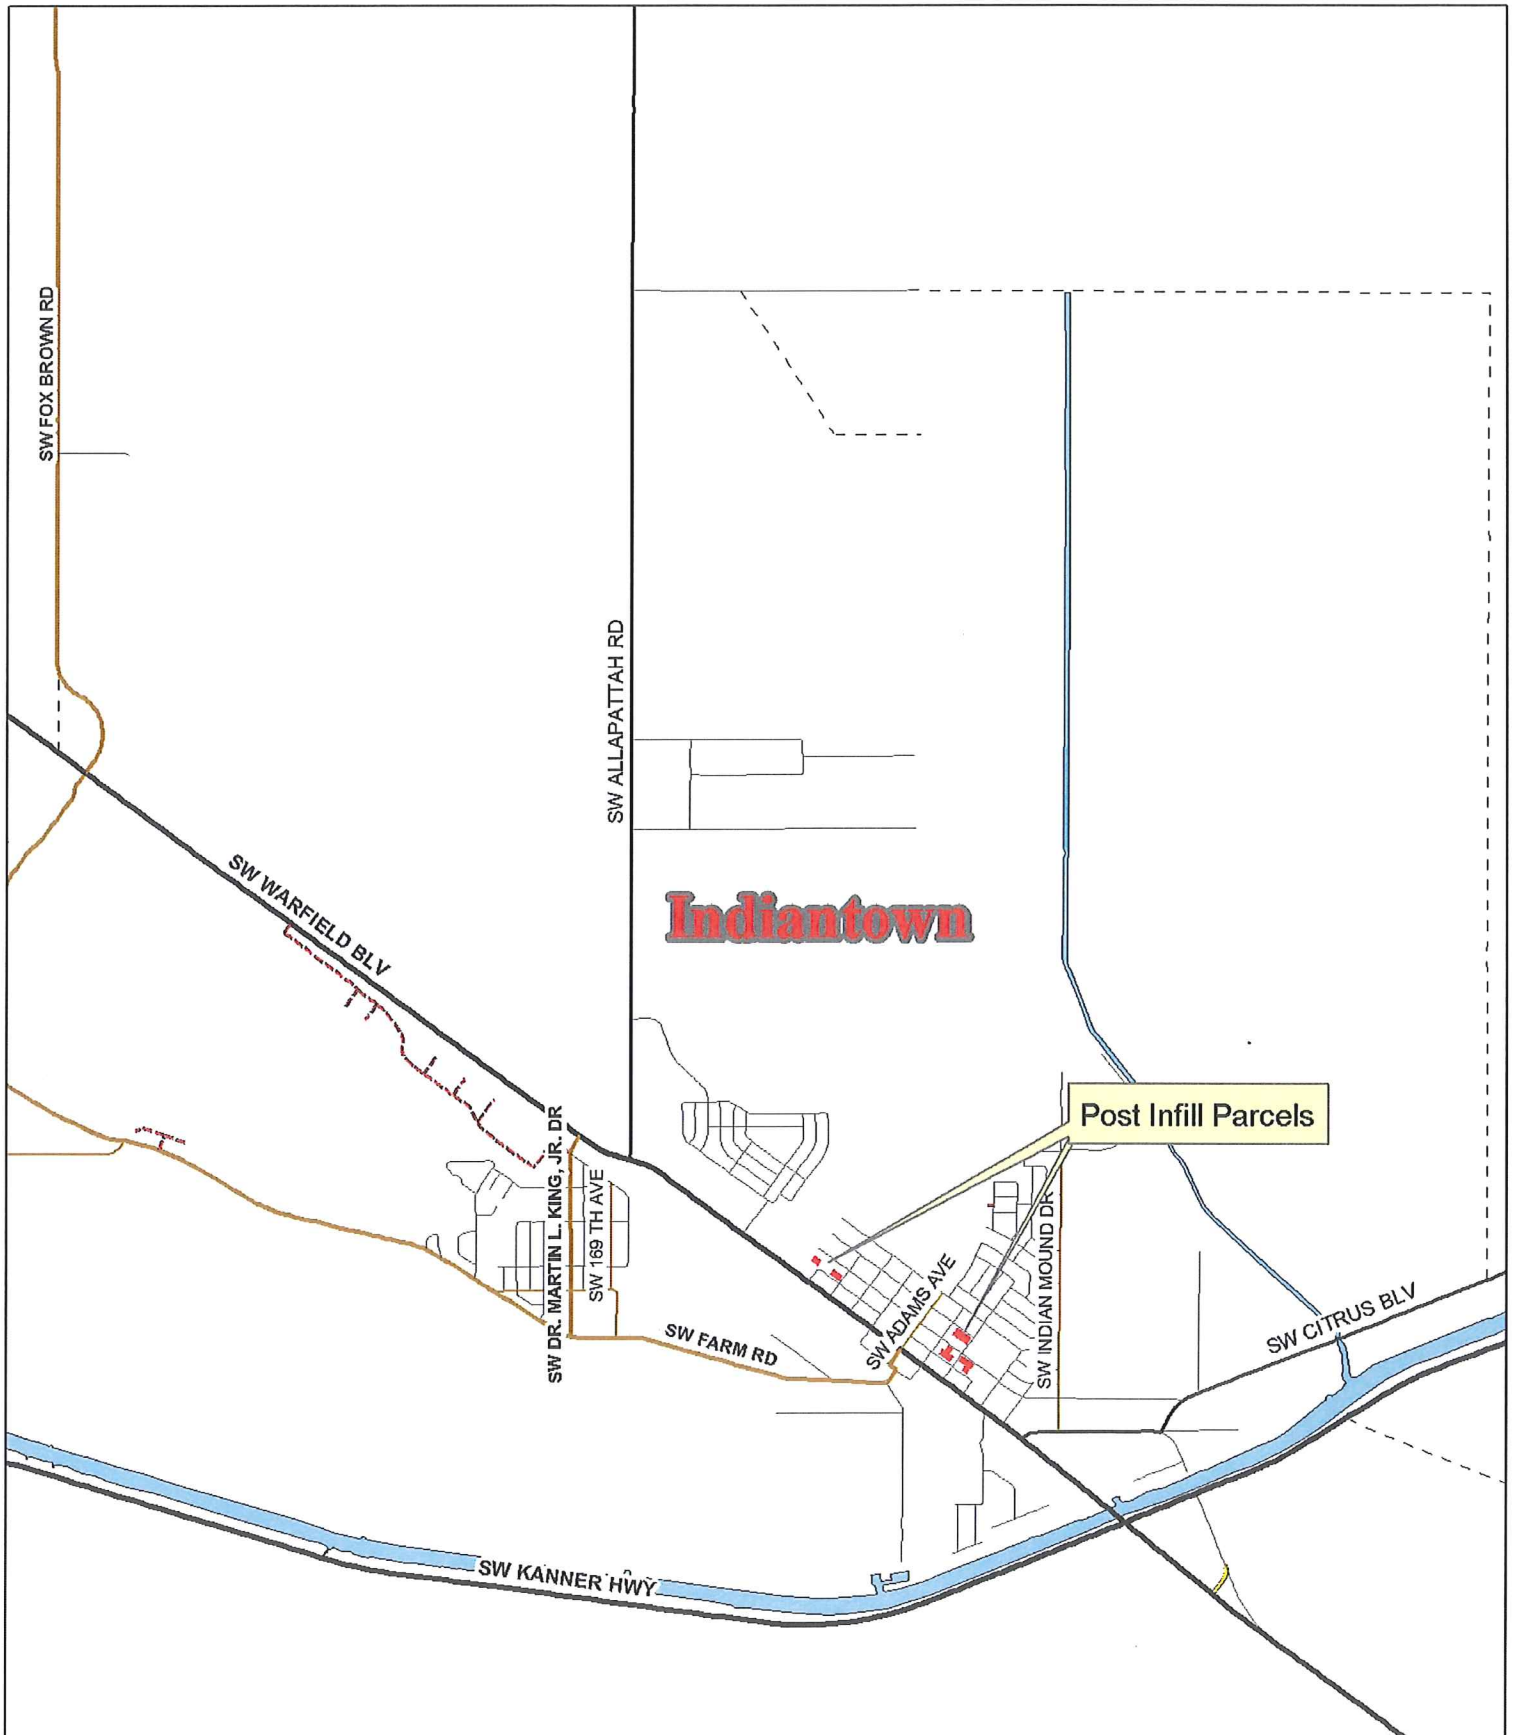 SW FOX BROWN RD
SW ALLAPATTAH RD
SW WARFIELD BLV
Indiantown
Post Infill Parcels
SW DR. MARTIN L. KING, JR. DR
SW 169 TH AVE
SW INDIAN MOUND DR
SW ADAMS AVE
SW FARM RD
SW CITRUS BLV
SW KANNER HWY